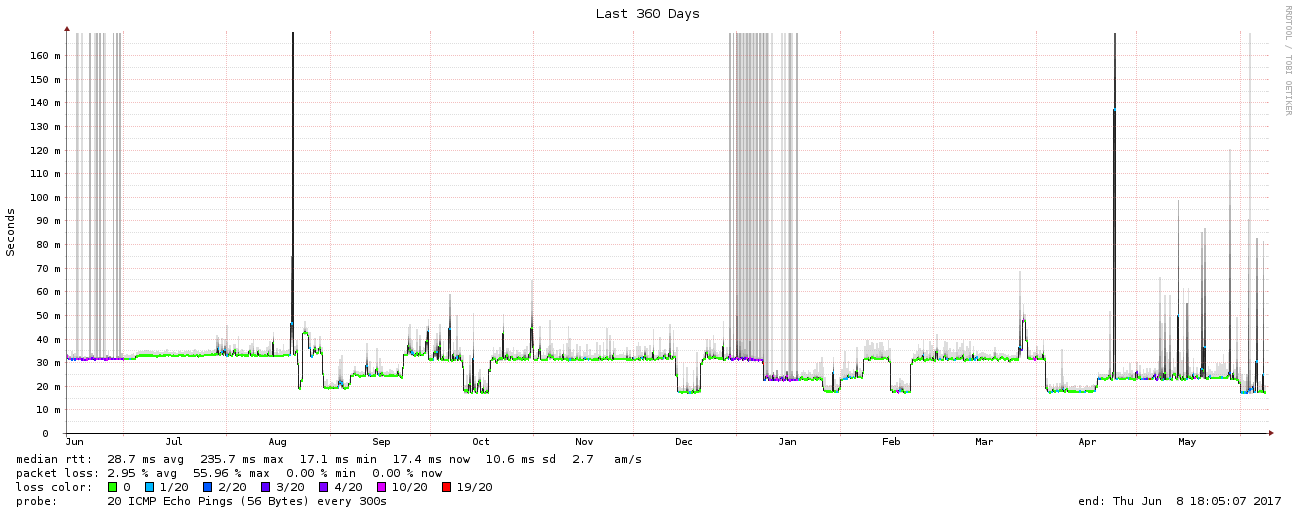 Last 360 Days
RRDTOOL / TOBI OETIKER
Seconds
160 m
150 m
140 m
130 m
120 m
110 m
100 m
90 m
80 m
70 m
60 m
50 m
40 m
30 m
20 m
10 m
0
Jun Jul Aug Sep Oct Nov Dec Jan Feb Mar Apr May
median rtt: 28.7 ms avg 235.7 ms max 17.1 ms min 17.4 ms now 10.6 ms sd 2.7 am/s
packet loss: 2.95 % avg 55.96 % max 0.00 % min 0.00 % now
loss color: 0 1/20 2/20 3/20 4/20 10/20 19/20
probe: 20 ICMP Echo Pings (56 Bytes) every 300s end: Thu Jun 8 18:05:07 2017